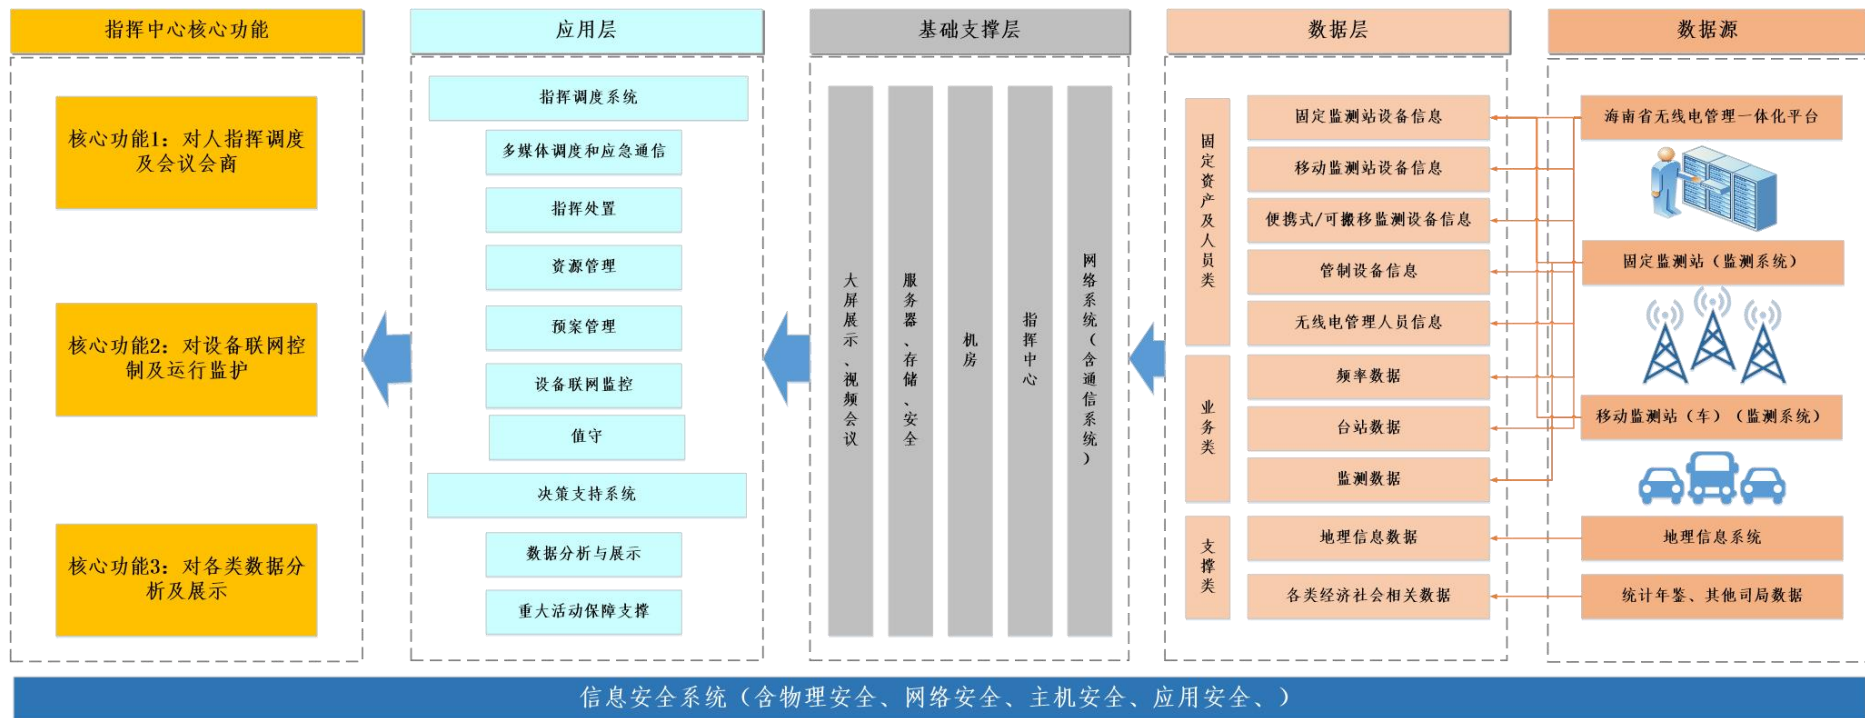 指挥中心核心功能
核心功能1：对人指挥调度
及会议会商
核心功能2：对设备联网控
制及运行监护
核心功能3：对各类数据分
析及展示
应用层
指挥调度系统
多媒体调度和应急通信
指挥处置
资源管理
预案管理
设备联网监控
值守
决策支持系统
数据分析与展示
重大活动保障支撑
基础支撑层
大屏展示、视频会议
服务器、存储、安全
机房
指挥中心
网络系统（含通信系统）
数据层
固定资产及人员类
固定监测站设备信息
移动监测站设备信息
便携式/可搬移监测设备信息
管制设备信息
无线电管理人员信息
业务类
频率数据
台站数据
监测数据
支撑类
地理信息数据
各类经济社会相关数据
数据源
海南省无线电管理一体化平台
固定监测站（监测系统）
移动监测站（车）（监测系统）
地理信息系统
统计年鉴、其他司局数据
信息安全系统（含物理安全、网络安全、主机安全、应用安全、）